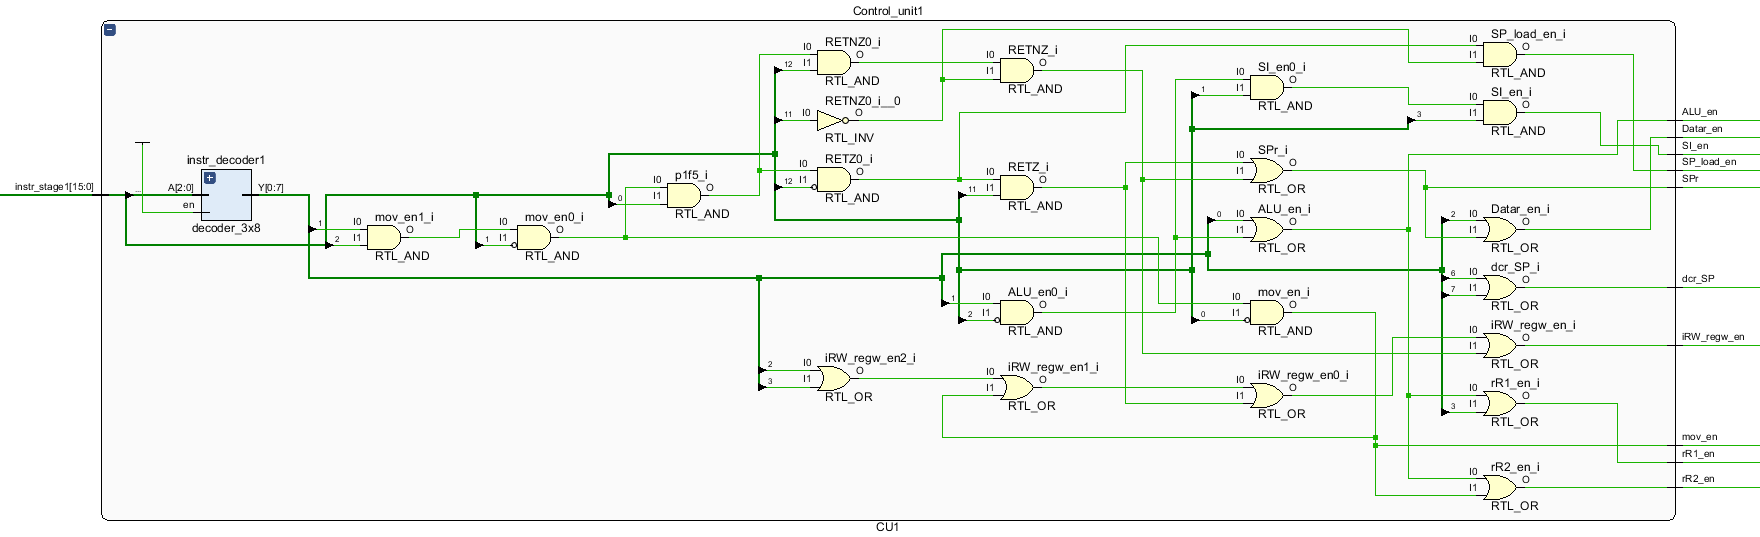 Control_unit1
instr_stage1[15:0]
instr_decoder1
A[2:0]
Y[0:7]
en
decoder_3x8
1
2
I0
I1
mov_en1_i
O
RTL_AND
1
I0
I1
mov_en0_i
O
RTL_AND
0
I0
I1
p1f5_i
O
RTL_AND
12
I0
I1
RETNZ0_i
O
RTL_AND
11
I0
RETNZ0_i__0
O
RTL_INV
12
I0
I1
RETZ0_i
O
RTL_AND
2
3
I0
I1
iRW_regw_en2_i
O
RTL_OR
I0
I1
RETNZ_i
O
RTL_AND
11
I0
I1
RETZ_i
O
RTL_AND
1
2
I0
I1
ALU_en0_i
O
RTL_AND
I0
I1
iRW_regw_en1_i
O
RTL_OR
1
I0
I1
SI_en0_i
O
RTL_AND
I0
I1
SPr_i
O
RTL_OR
0
I0
I1
ALU_en_i
O
RTL_OR
0
I0
I1
mov_en_i
O
RTL_AND
I0
I1
iRW_regw_en0_i
O
RTL_OR
I0
I1
SP_load_en_i
O
RTL_AND
3
I0
I1
SI_en_i
O
RTL_AND
2
I0
I1
Datar_en_i
O
RTL_OR
6
7
I0
I1
dcr_SP_i
O
RTL_OR
I0
I1
iRW_regw_en_i
O
RTL_OR
3
I0
I1
rR1_en_i
O
RTL_OR
I0
I1
rR2_en_i
O
RTL_OR
ALU_en
Datar_en
SI_en
SP_load_en
SPr
dcr_SP
iRW_regw_en
mov_en
rR1_en
rR2_en
CU1